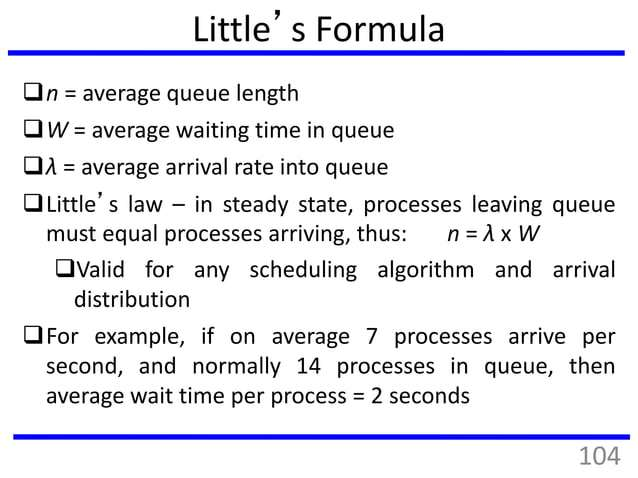 Little’s Formula
❑n = average queue length
❑W = average waiting time in queue
❑λ = average arrival rate into queue
❑Little’s law – in steady state, processes leaving queue
must equal processes arriving, thus: n = λ x W
❑Valid for any scheduling algorithm and arrival
distribution
❑For example, if on average 7 processes arrive per
second, and normally 14 processes in queue, then
average wait time per process = 2 seconds
104